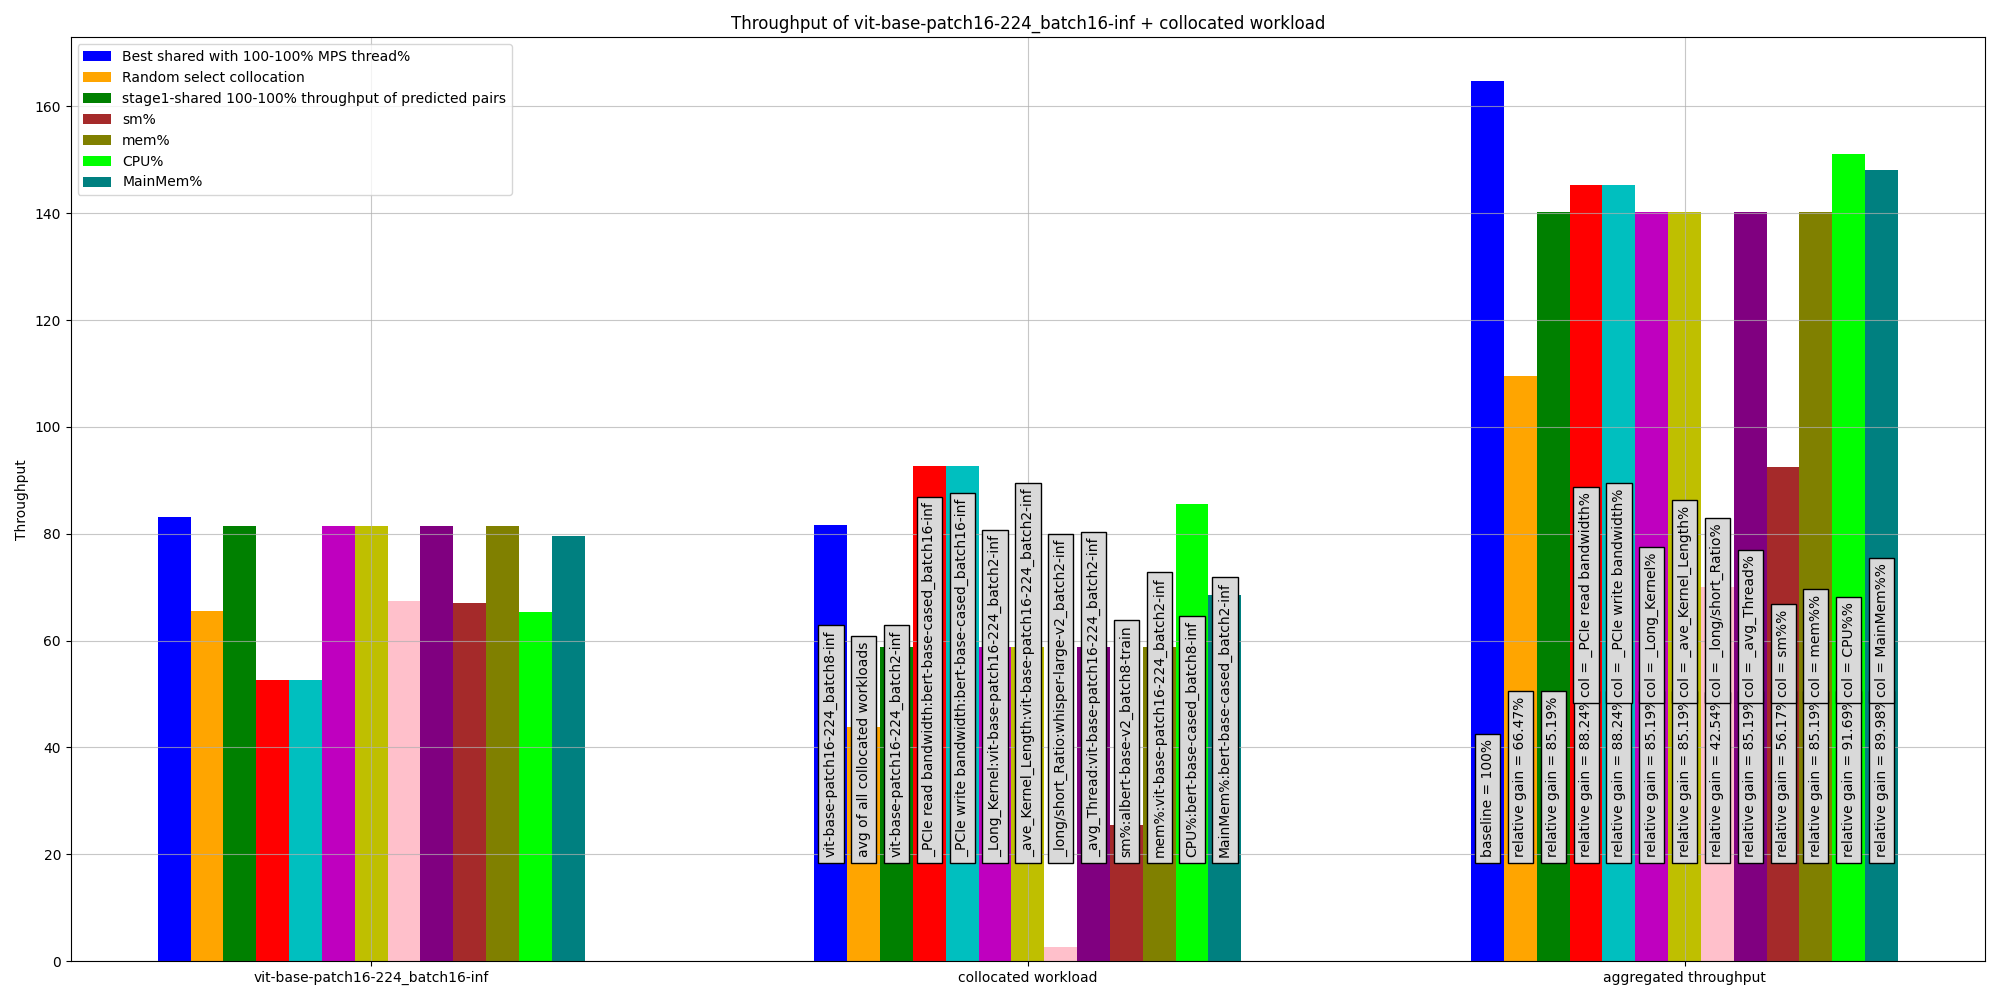 Throughput of vit-base-patch16-224_batch16-inf + collocated workload
Best shared with 100-100% MPS thread%
Random select collocation
stage1-shared 100-100% throughput of predicted pairs
sm%
mem%
CPU%
MainMem%
Throughput
160
140
120
100
80
60
40
20
0
vit-base-patch16-224_batch8-inf
avg of all collocated workloads
vit-base-patch16-224_batch2-inf
_PCIe read bandwidth:bert-base-cased_batch16-inf
_PCIe write bandwidth:bert-base-cased_batch16-inf
_Long_Kernel:vit-base-patch16-224_batch2-inf
_ave_Kernel_Length:vit-base-patch16-224_batch2-inf
_long/short_Ratio:whisper-large-v2_batch2-inf
_avg_Thread:vit-base-patch16-224_batch2-inf
sm%:albert-base-v2_batch8-train
mem%:vit-base-patch16-224_batch2-inf
CPU%:bert-base-cased_batch8-inf
MainMem%:bert-base-cased_batch2-inf
baseline = 100%
relative gain = 66.47%
relative gain = 85.19%
relative gain = 88.24%
col = _PCIe read bandwidth%
relative gain = 88.24%
col = _PCIe write bandwidth%
relative gain = 85.19%
col = _Long_Kernel%
relative gain = 85.19%
col = _ave_Kernel_Length%
relative gain = 42.54%
col = _long/short_Ratio%
relative gain = 85.19%
col = _avg_Thread%
relative gain = 56.17%
col = sm%%
relative gain = 85.19%
col = mem%%
relative gain = 91.69%
col = CPU%%
relative gain = 89.98%
col = MainMem%%
vit-base-patch16-224_batch16-inf
collocated workload
aggregated throughput